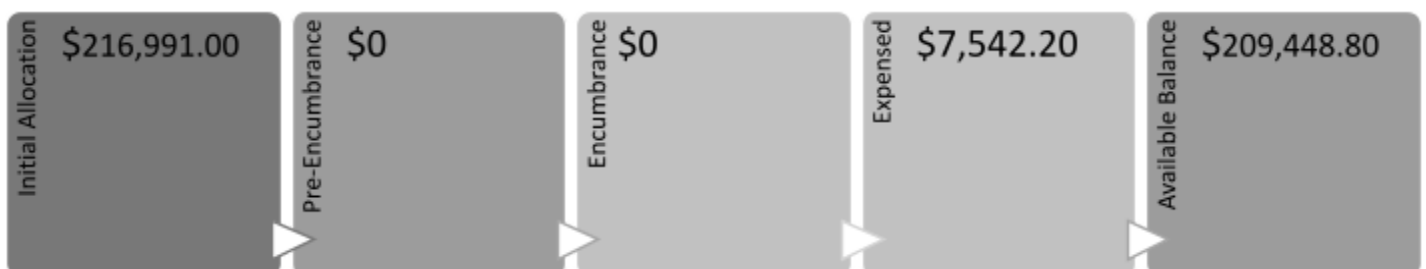 Initial Allocation
$216,991.00
Pre-Encumbrance
$0
Encumbrance
$0
Expensed
$7,542.20
Available Balance
$209,448.80